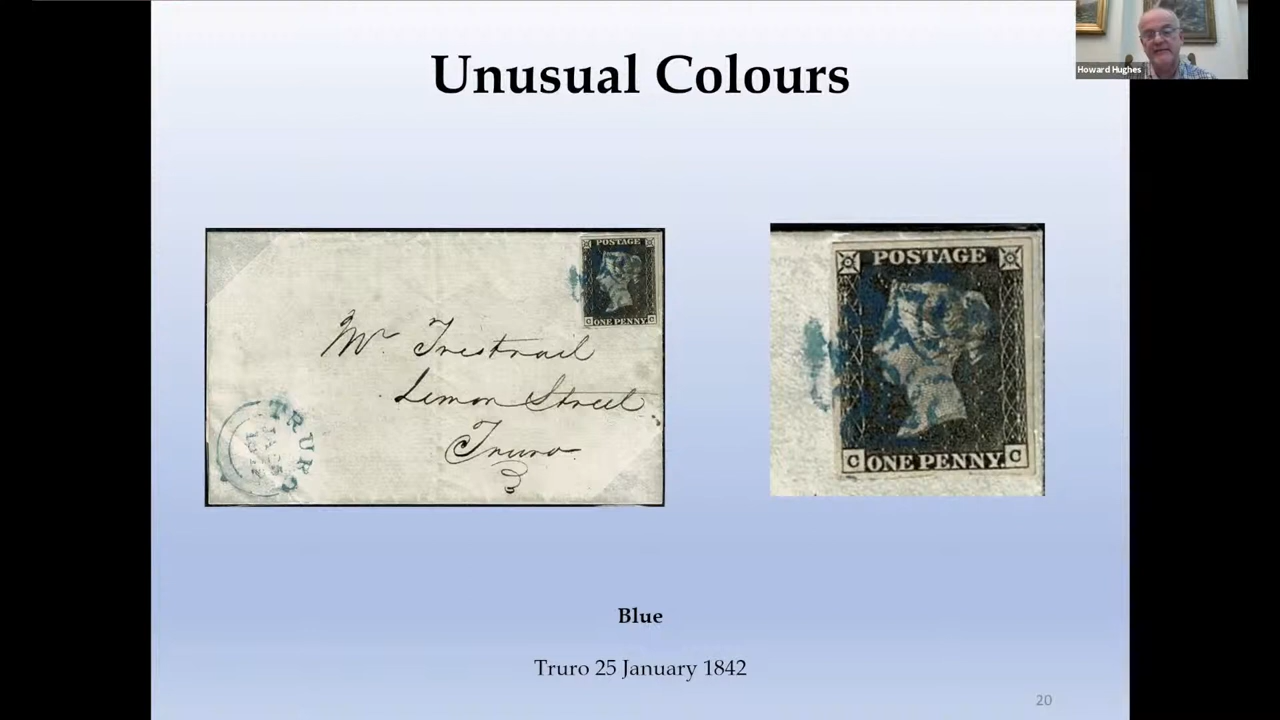 Unusual Colours
Howard Hughes
POSTAGE
C ONE PENNY C
Mr Trestrail
Lemon Street
Truro
TRURO
POSTAGE
C ONE PENNY. C
Blue
Truro 25 January 1842
20